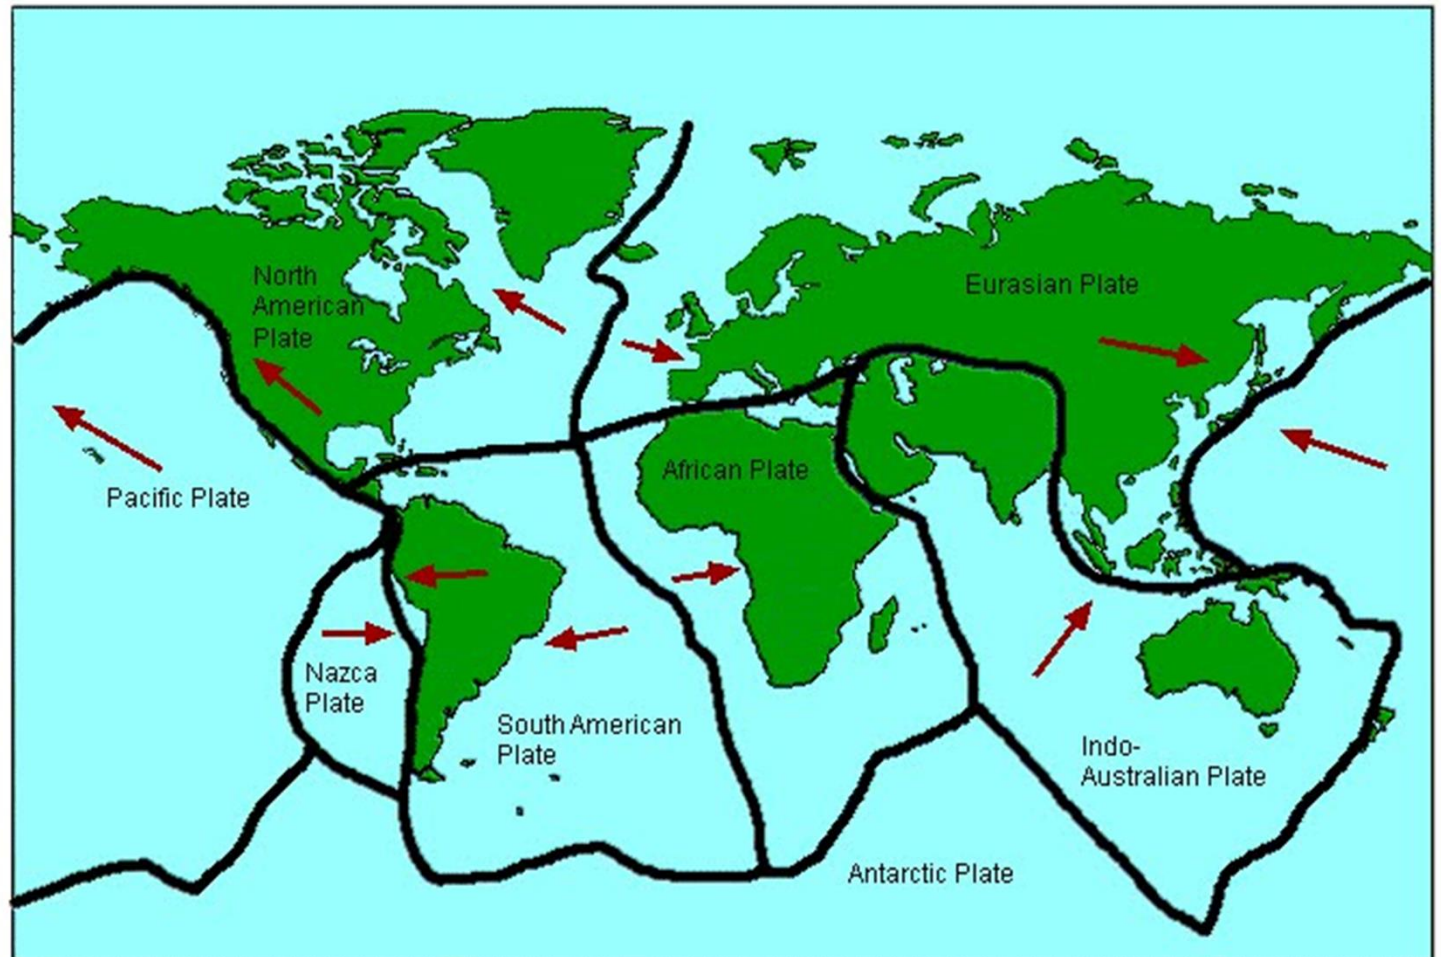 North
American
Plate
Eurasian Plate
African Plate
Pacific Plate
Nazca
Plate
South American
Plate
Indo-
Australian Plate
Antarctic Plate